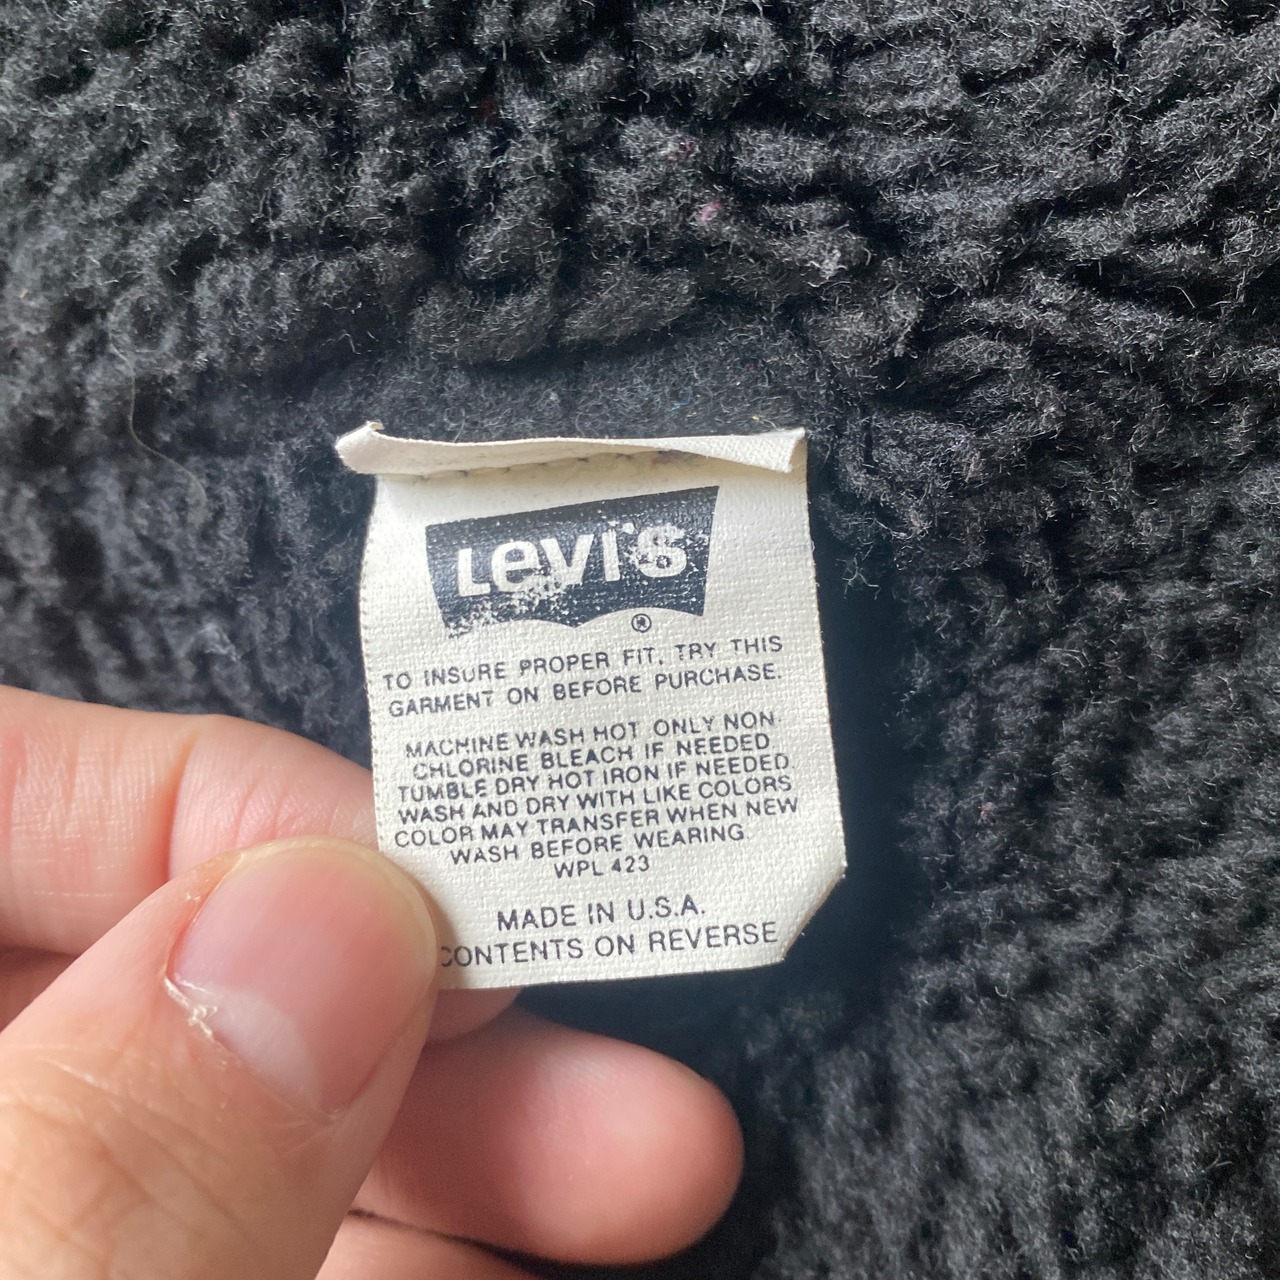 Levi's
®
TO INSURE PROPER FIT, TRY THIS
GARMENT ON BEFORE PURCHASE.
MACHINE WASH HOT ONLY NON-
CHLORINE BLEACH IF NEEDED
TUMBLE DRY HOT IRON IF NEEDED
WASH AND DRY WITH LIKE COLORS
COLOR MAY TRANSFER WHEN NEW
WASH BEFORE WEARING.
WPL 423
MADE IN U.S.A.
CONTENTS ON REVERSE